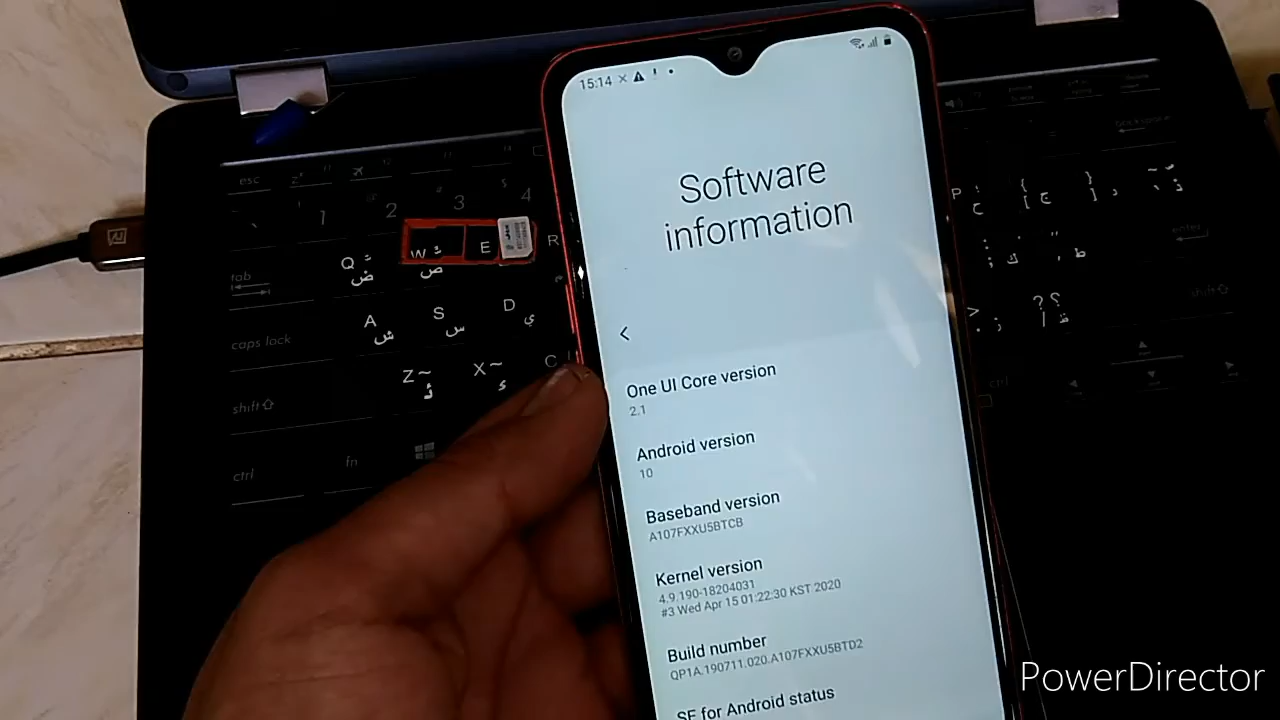 15:14
Software
information
One UI Core version
2.1
Android version
10
Baseband version
A107FXXU5BTCB
Kernel version
4.9.190-18204031
#3 Wed Apr 15 01:22:30 KST 2020
Build number
QP1A.190711.020.A107FXXU5BTD2
SE for Android status
PowerDirector
esc
1
2
3
4
tab
Q
ض
W
ص
E
R
P
ح
ج
د
caps lock
A
ش
S
س
D
ي
ك
ط
enter
shift
Z
ئ
X
ء
C
shift
ctrl
fn
ctrl